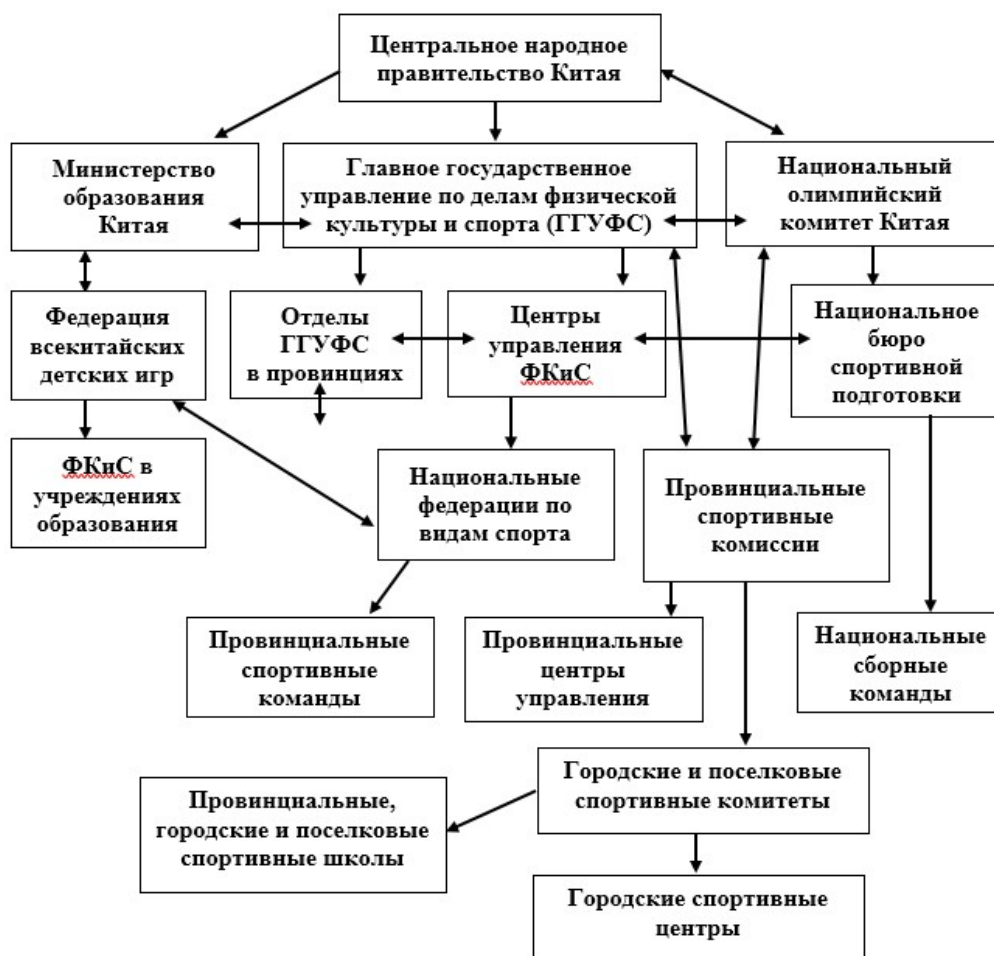 Центральное народное
правительство Китая
Министерство
образования
Китая
Главное государственное
управление по делам физической
культуры и спорта (ГГУФС)
Национальный
олимпийский
комитет Китая
Федерация
всекитайских
детских игр
Отделы
ГГУФС
в провинциях
Центры
управления
ФКиС
Национальное
бюро
спортивной
подготовки
ФКиС в
учреждениях
образования
Национальные
федерации по
видам спорта
Провинциальные
спортивные
комиссии
Провинциальные
спортивные
команды
Провинциальные
центры
управления
Национальные
сборные
команды
Городские и поселковые
спортивные комитеты
Провинциальные,
городские и поселковые
спортивные школы
Городские спортивные
центры